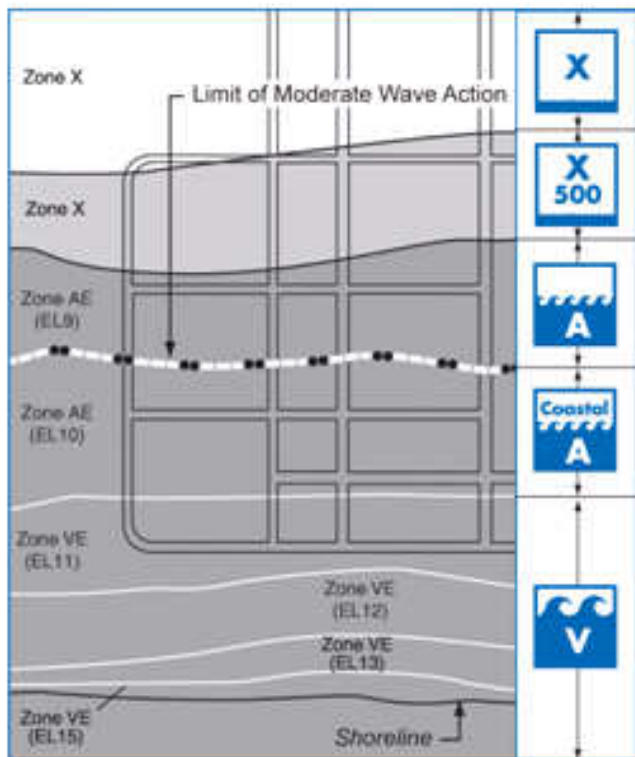 Zone X
Limit of Moderate Wave Action
X
Zone X
X
500
Zone AE
(EL9)
A
Zone AE
(EL10)
Coastal
A
Zone VE
(EL11)
Zone VE
(EL12)
V
Zone VE
(EL13)
Zone VE
(EL15)
Shoreline